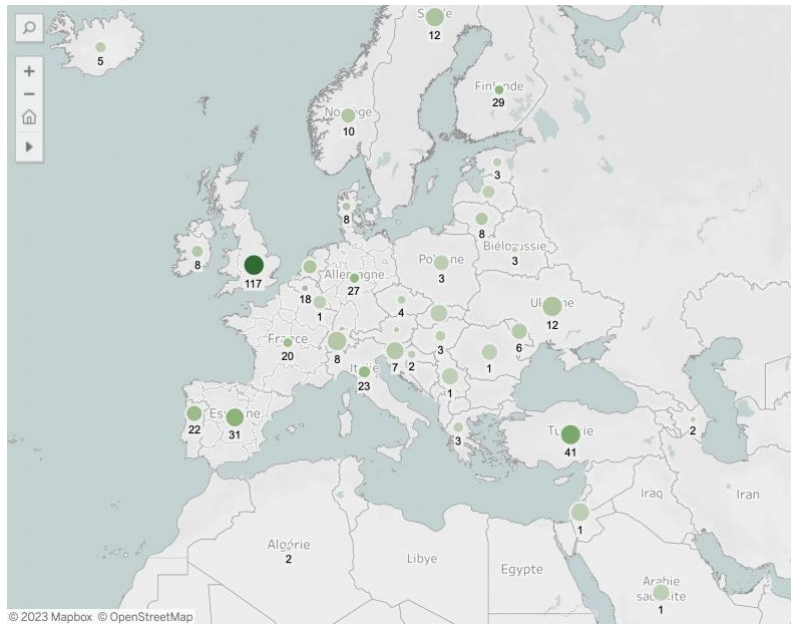 Suède
12
5
Finlande
29
Norvège
10
3
8
8
Biélorussie
3
8
Pologne
3
117
Allemagne
27
18
1
4
Ukraine
12
6
France
20
8
3
1
7
2
Italie
23
1
22
Espagne
31
3
Turquie
41
2
Iraq
Iran
1
Algérie
2
Libye
Egypte
Arabie
saoudite
1
© 2023 Mapbox © OpenStreetMap